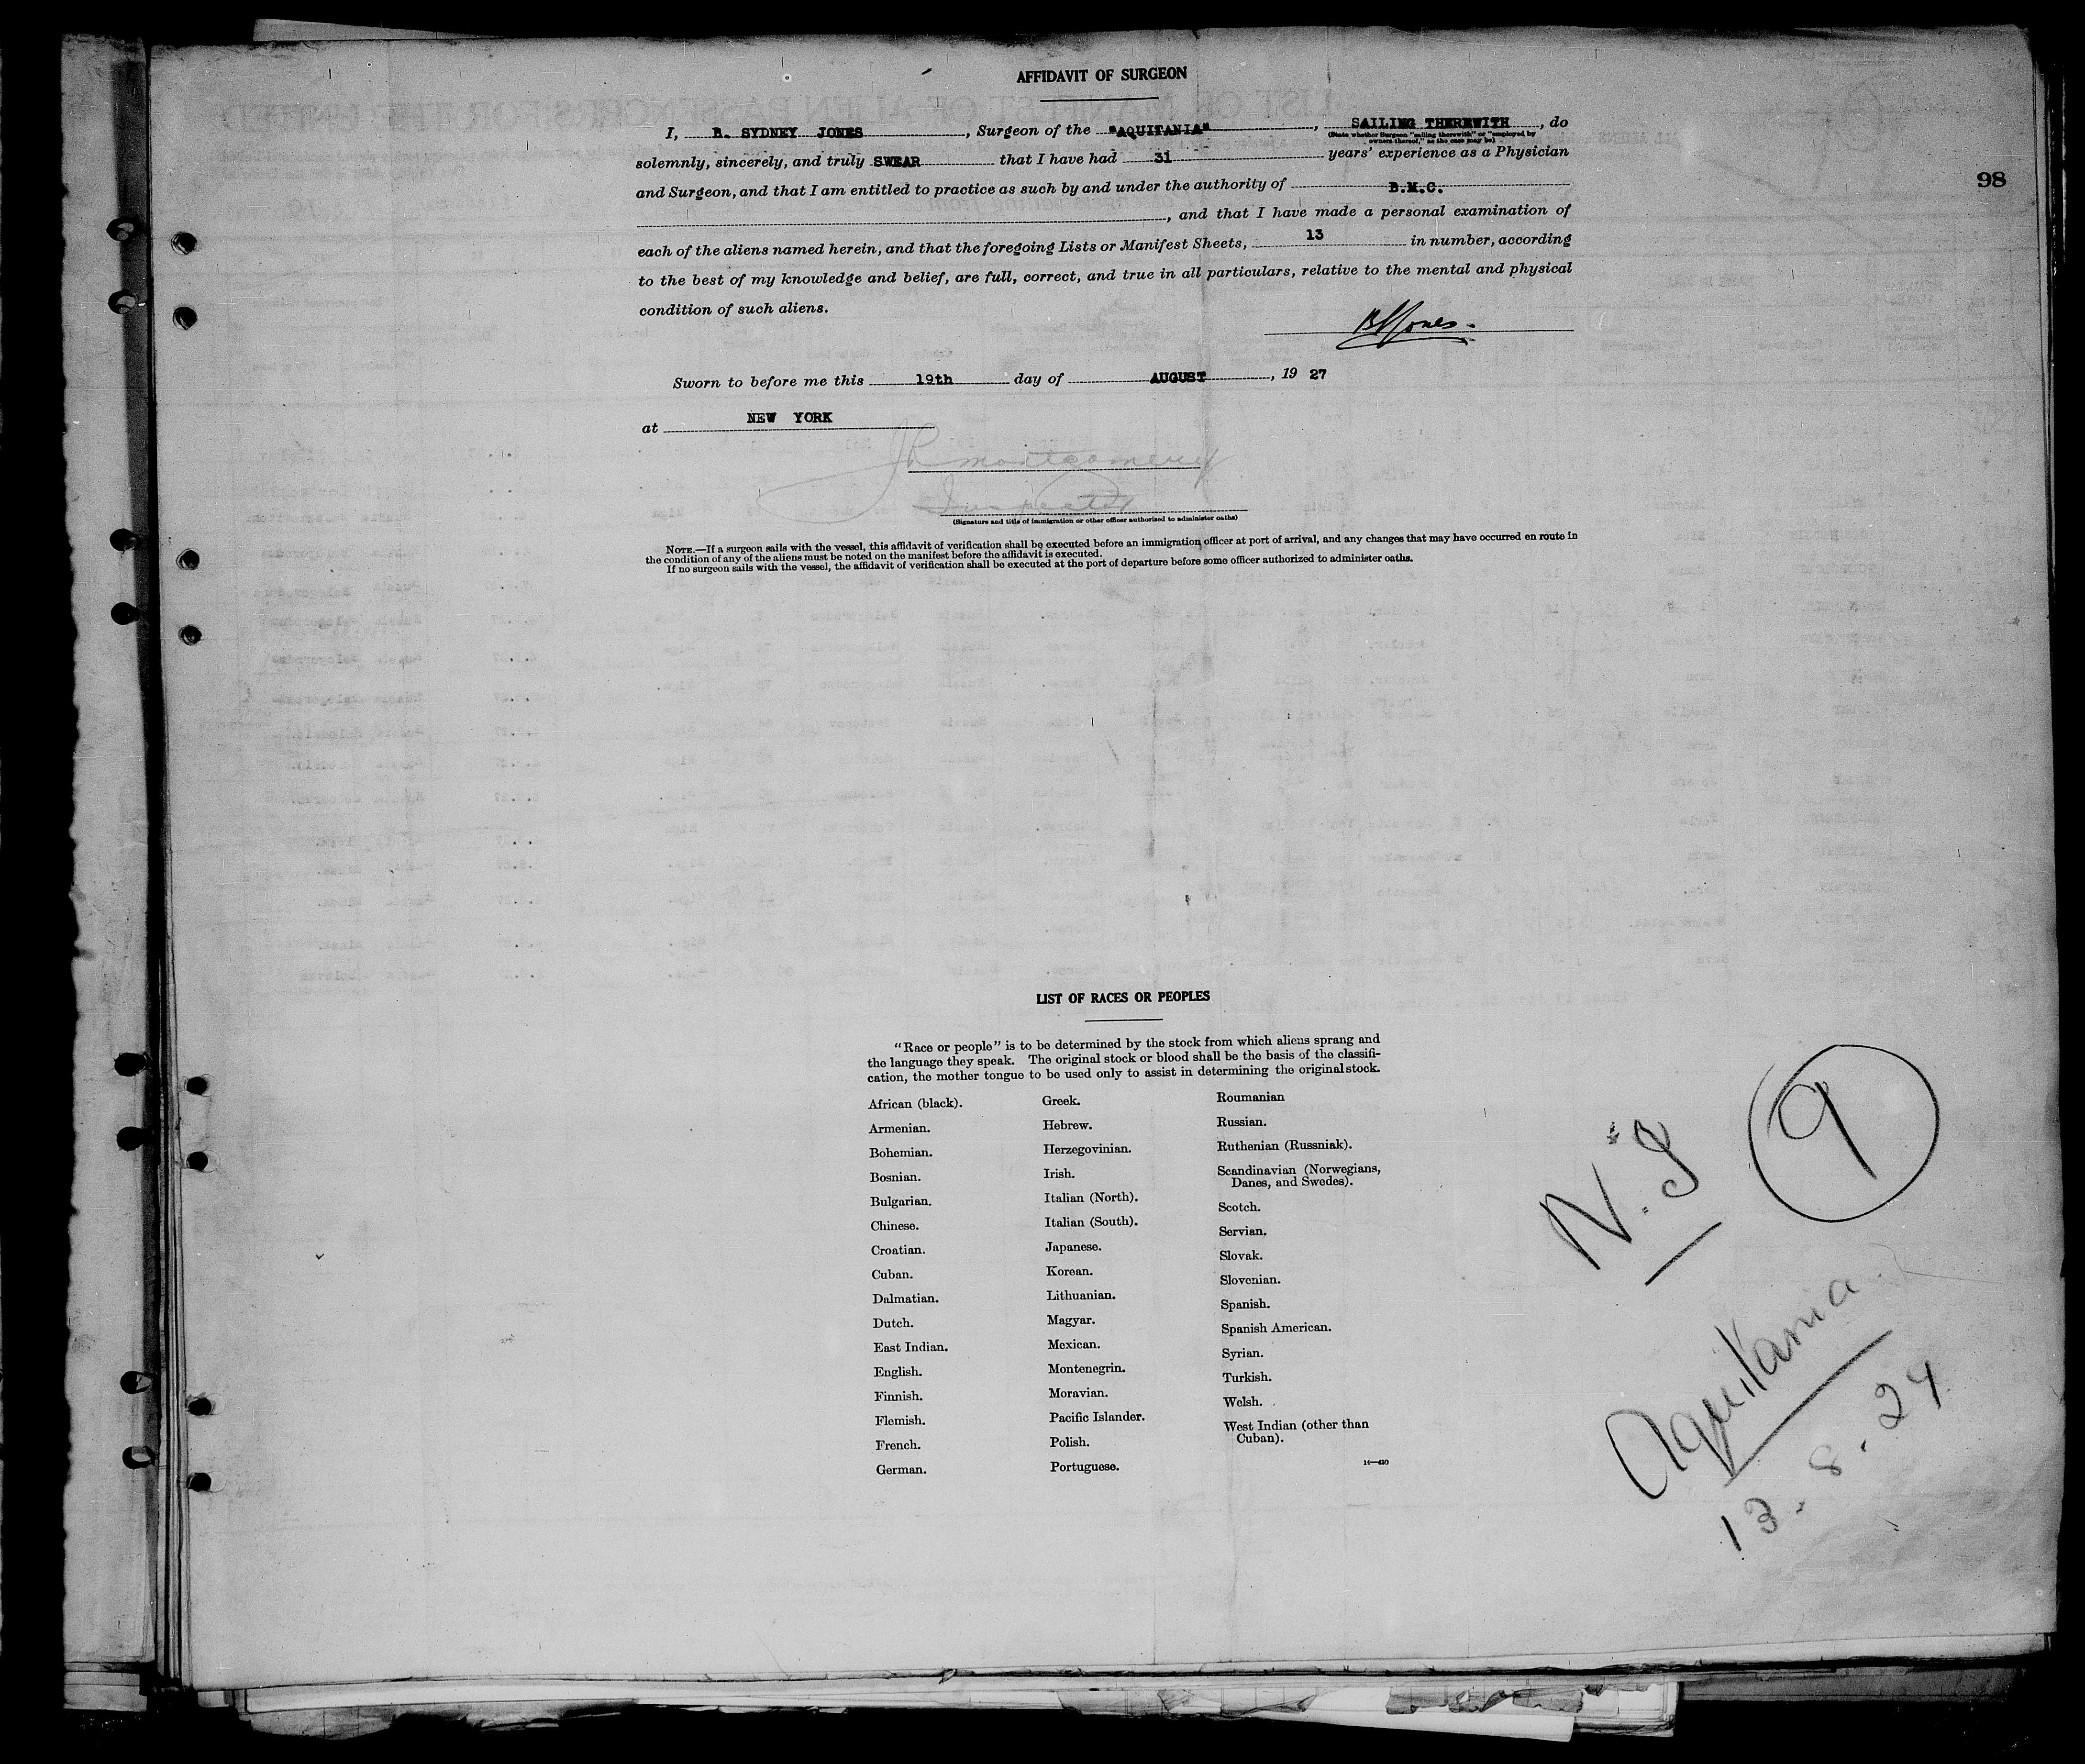 AFFIDAVIT OF SURGEON
I, B. SYDNEY JONES, Surgeon of the "AQUITANIA", SAILING THEREWITH, do
(State whether Surgeon "sailing therewith" or "employed by
owners thereof," as the case may be)
solemnly, sincerely, and truly SWEAR that I have had 31 years' experience as a Physician
and Surgeon, and that I am entitled to practice as such by and under the authority of B.M.C.
98
, and that I have made a personal examination of
each of the aliens named herein, and that the foregoing Lists or Manifest Sheets, 13 in number, according
to the best of my knowledge and belief, are full, correct, and true in all particulars, relative to the mental and physical
condition of such aliens.
BSJones.
Sworn to before me this 19th day of AUGUST, 19 27
at NEW YORK
JR Montgomery
Inspector
(Signature and title of immigration or other officer authorized to administer oaths)
NOTE.—If a surgeon sails with the vessel, this affidavit of verification shall be executed before an immigration officer at port of arrival, and any changes that may have occurred en route in
the condition of any of the aliens must be noted on the manifest before the affidavit is executed.
If no surgeon sails with the vessel, the affidavit of verification shall be executed at the port of departure before some officer authorized to administer oaths.
LIST OF RACES OR PEOPLES
"Race or people" is to be determined by the stock from which aliens sprang and
the language they speak. The original stock or blood shall be the basis of the classifi-
cation, the mother tongue to be used only to assist in determining the original stock.
African (black).
Armenian.
Bohemian.
Bosnian.
Bulgarian.
Chinese.
Croatian.
Cuban.
Dalmatian.
Dutch.
East Indian.
English.
Finnish.
Flemish.
French.
German.
Greek.
Hebrew.
Herzegovinian.
Irish.
Italian (North).
Italian (South).
Japanese.
Korean.
Lithuanian.
Magyar.
Mexican.
Montenegrin.
Moravian.
Pacific Islander.
Polish.
Portuguese.
Roumanian
Russian.
Ruthenian (Russniak).
Scandinavian (Norwegians,
Danes, and Swedes).
Scotch.
Servian.
Slovak.
Slovenian.
Spanish.
Spanish American.
Syrian.
Turkish.
Welsh.
West Indian (other than
Cuban).
14—430
9
Aquitania
13-8-27